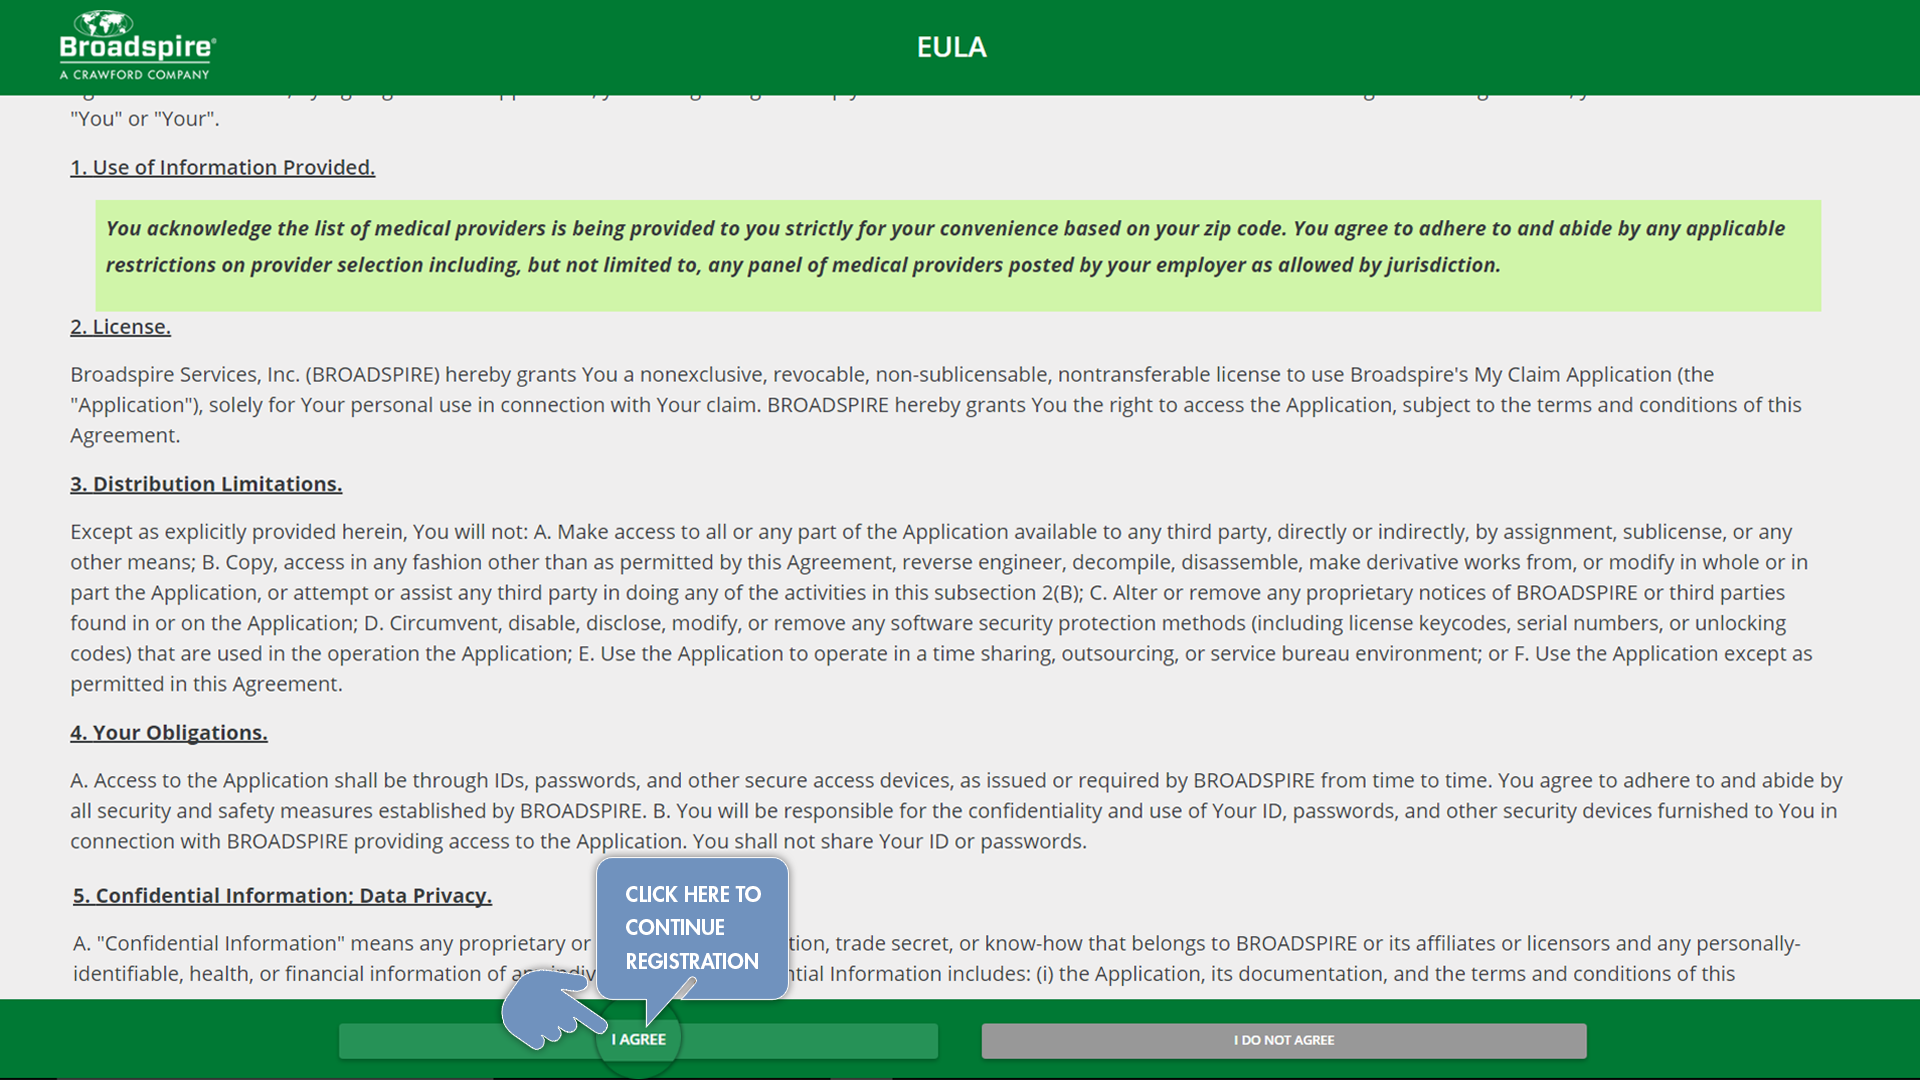 Broadspire®
A CRAWFORD COMPANY
EULA
"You" or "Your".
1. Use of Information Provided.
You acknowledge the list of medical providers is being provided to you strictly for your convenience based on your zip code. You agree to adhere to and abide by any applicable
restrictions on provider selection including, but not limited to, any panel of medical providers posted by your employer as allowed by jurisdiction.
2. License.
Broadspire Services, Inc. (BROADSPIRE) hereby grants You a nonexclusive, revocable, non-sublicensable, nontransferable license to use Broadspire's My Claim Application (the
"Application"), solely for Your personal use in connection with Your claim. BROADSPIRE hereby grants You the right to access the Application, subject to the terms and conditions of this
Agreement.
3. Distribution Limitations.
Except as explicitly provided herein, You will not: A. Make access to all or any part of the Application available to any third party, directly or indirectly, by assignment, sublicense, or any
other means; B. Copy, access in any fashion other than as permitted by this Agreement, reverse engineer, decompile, disassemble, make derivative works from, or modify in whole or in
part the Application, or attempt or assist any third party in doing any of the activities in this subsection 2(B); C. Alter or remove any proprietary notices of BROADSPIRE or third parties
found in or on the Application; D. Circumvent, disable, disclose, modify, or remove any software security protection methods (including license keycodes, serial numbers, or unlocking
codes) that are used in the operation the Application; E. Use the Application to operate in a time sharing, outsourcing, or service bureau environment; or F. Use the Application except as
permitted in this Agreement.
4. Your Obligations.
A. Access to the Application shall be through IDs, passwords, and other secure access devices, as issued or required by BROADSPIRE from time to time. You agree to adhere to and abide by
all security and safety measures established by BROADSPIRE. B. You will be responsible for the confidentiality and use of Your ID, passwords, and other security devices furnished to You in
connection with BROADSPIRE providing access to the Application. You shall not share Your ID or passwords.
5. Confidential Information; Data Privacy.
A. "Confidential Information" means any proprietary or tion, trade secret, or know-how that belongs to BROADSPIRE or its affiliates or licensors and any personally-
identifiable, health, or financial information of ntial Information includes: (i) the Application, its documentation, and the terms and conditions of this
CLICK HERE TO
CONTINUE
REGISTRATION
I AGREE
I DO NOT AGREE